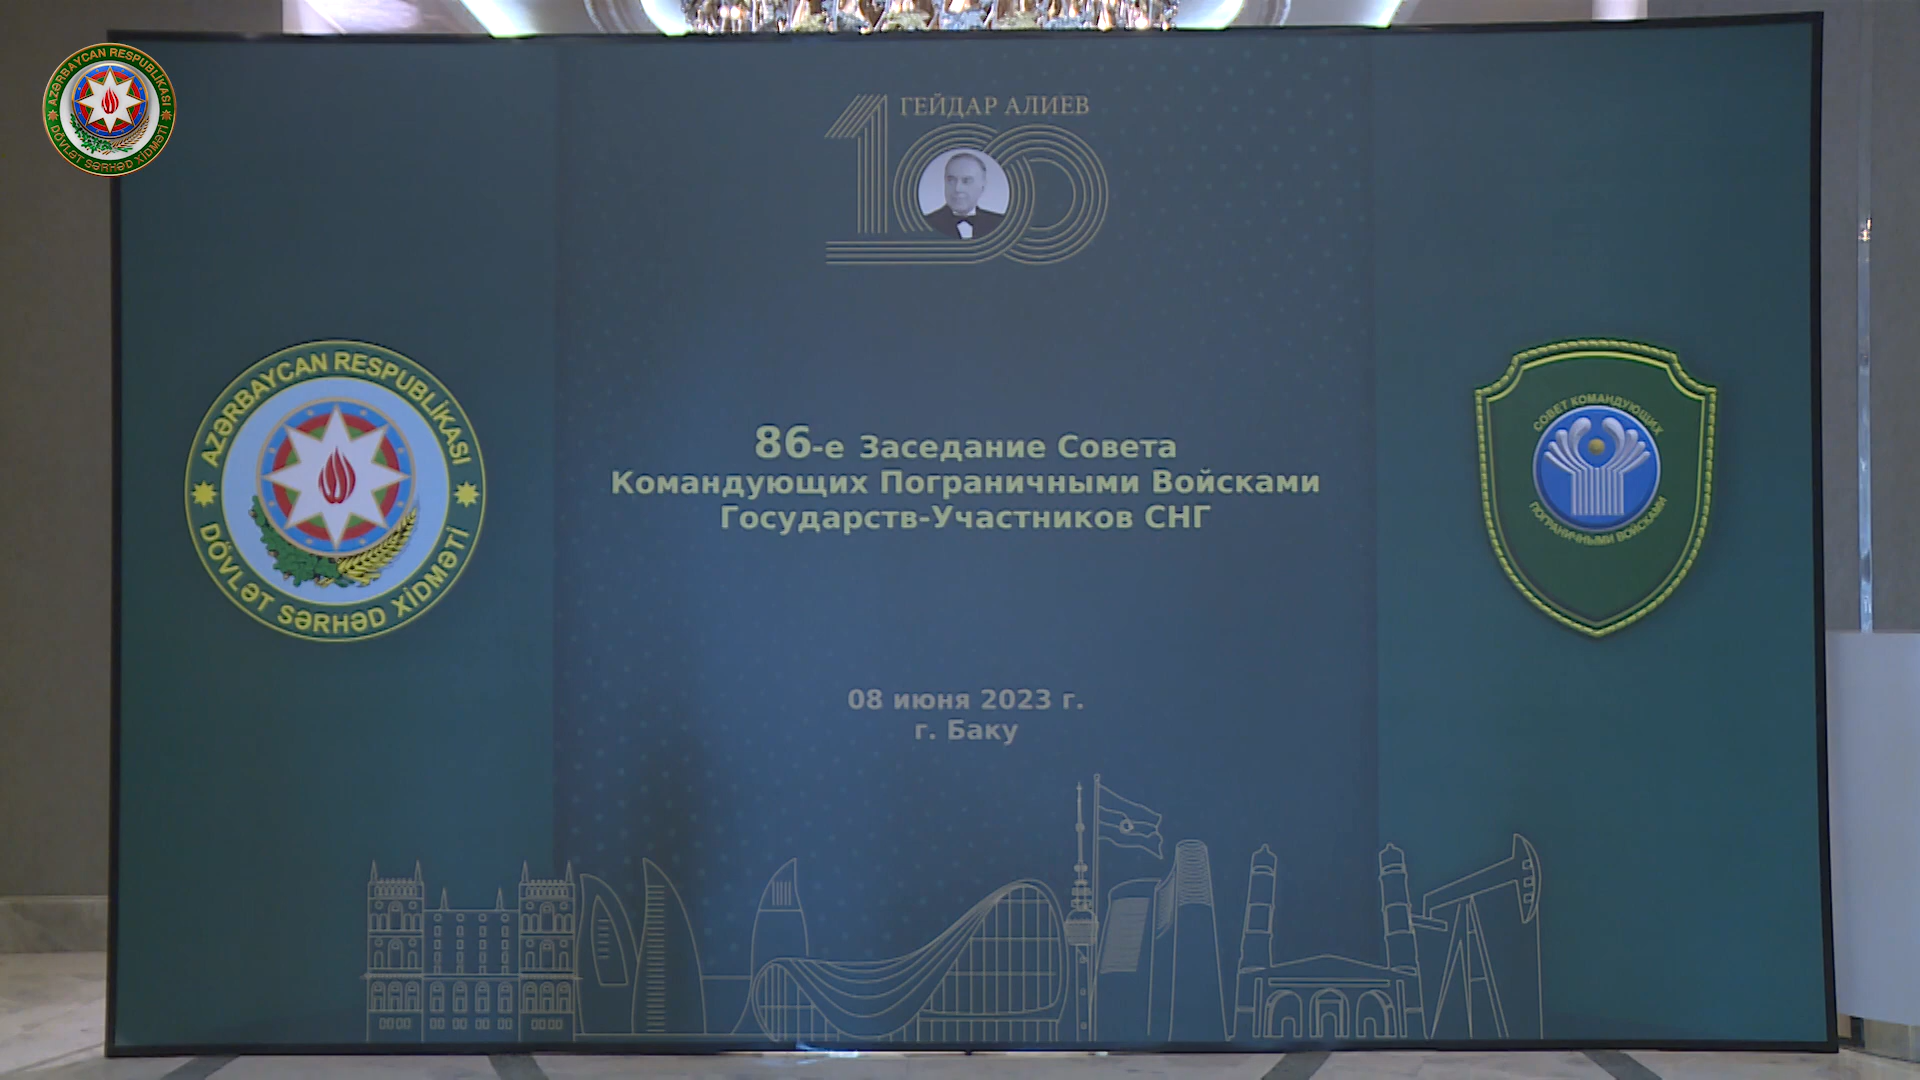 AZƏRBAYCAN RESPUBLİKASI
DÖVLƏT SƏRHƏD XİDMƏTİ
ГЕЙДАР АЛИЕВ
100
AZƏRBAYCAN RESPUBLİKASI
DÖVLƏT SƏRHƏD XİDMƏTİ
86-е Заседание Совета
Командующих Пограничными Войсками
Государств-Участников СНГ
СОВЕТ КОМАНДУЮЩИХ
ПОГРАНИЧНЫМИ ВОЙСКАМИ
08 июня 2023 г.
г. Баку